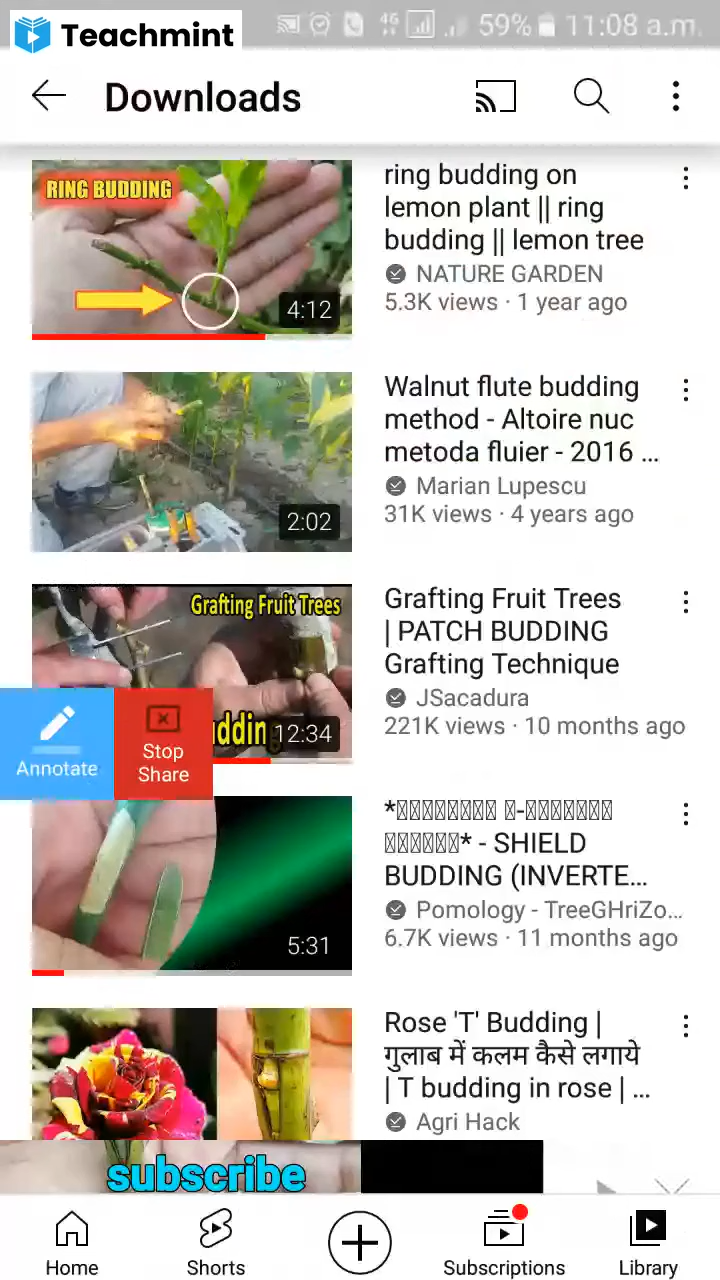 Teachmint
4G 59% 11:08 a.m.
Downloads
RING BUDDING
4:12
ring budding on
lemon plant || ring
budding || lemon tree
NATURE GARDEN
5.3K views · 1 year ago
2:02
Walnut flute budding
method - Altoire nuc
metoda fluier - 2016 ...
Marian Lupescu
31K views · 4 years ago
Grafting Fruit Trees
12:34
Grafting Fruit Trees
| PATCH BUDDING
Grafting Technique
JSacadura
221K views · 10 months ago
Annotate
Stop
Share
5:31
SHIELD
BUDDING (INVERTE...
Pomology - TreeGHriZo...
6.7K views · 11 months ago
Rose 'T' Budding |
गुलाब में कलम कैसे लगाये
| T budding in rose | ...
Agri Hack
subscribe
Home
Shorts
Subscriptions
Library